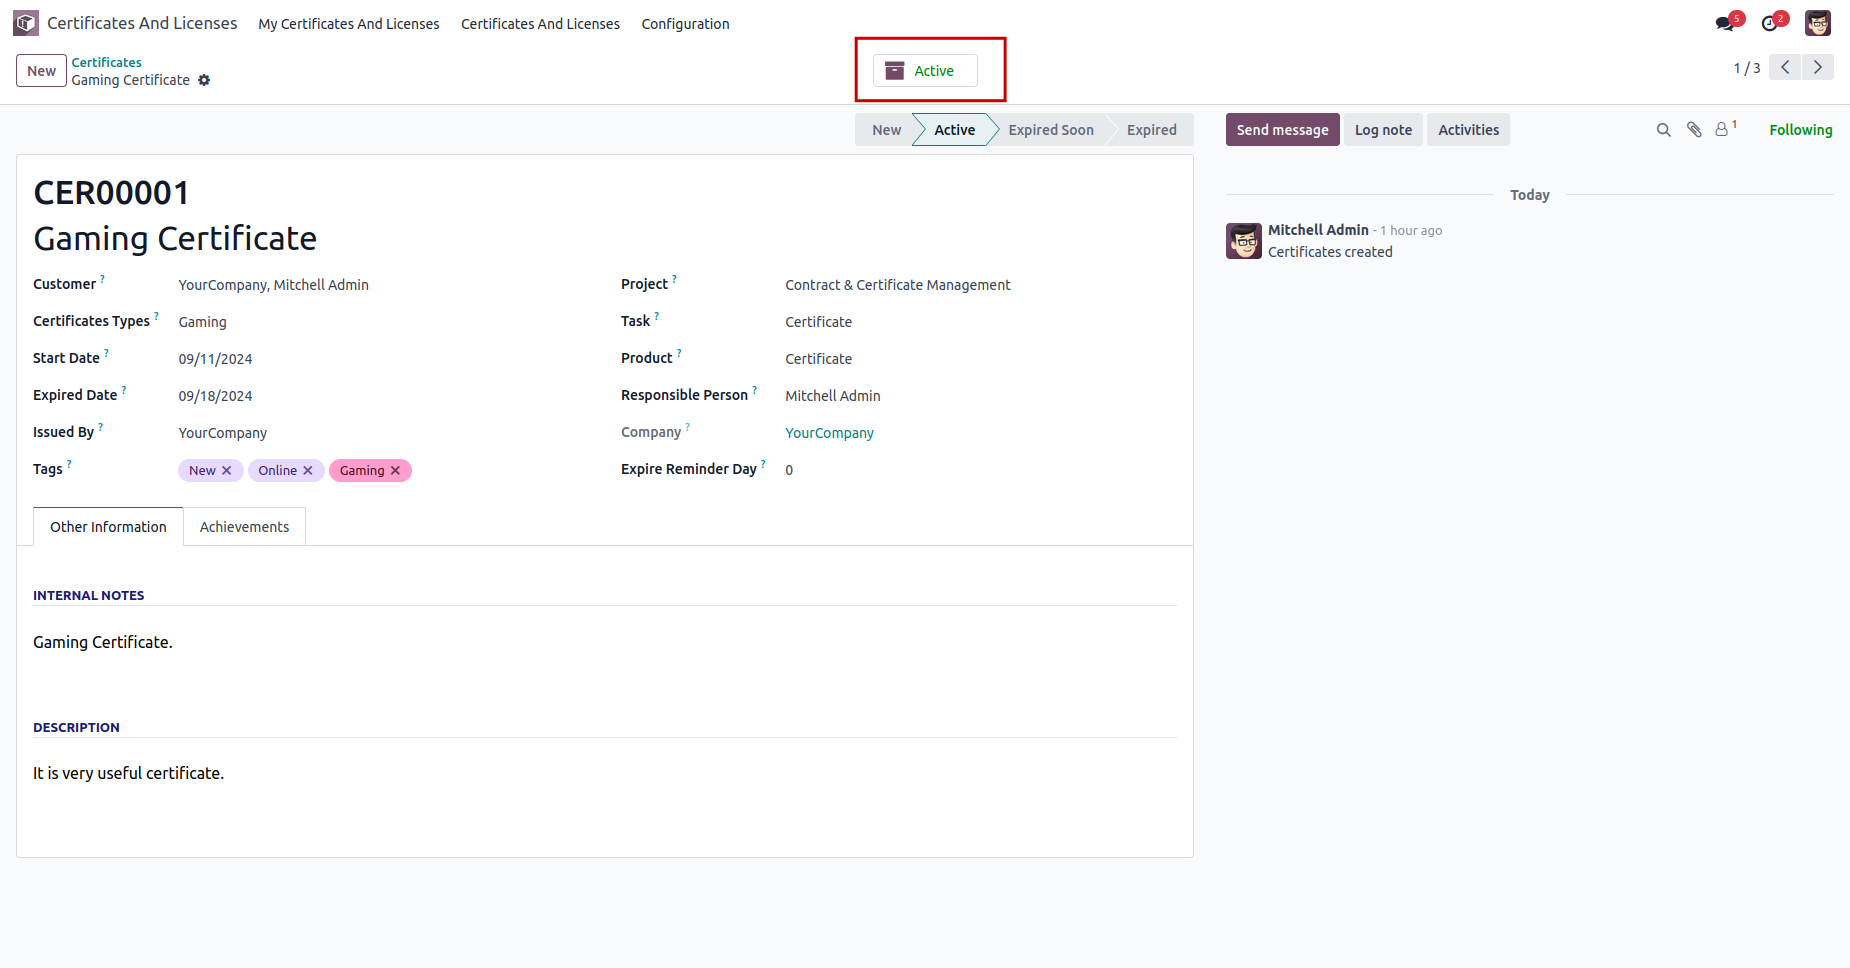 Certificates And Licenses My Certificates And Licenses Certificates And Licenses Configuration 5 2
New Certificates
Gaming Certificate
Active
1 / 3
New Active Expired Soon Expired
Send message Log note Activities 1 Following
CER00001
Gaming Certificate
Customer ? YourCompany, Mitchell Admin
Project ? Contract & Certificate Management
Certificates Types ? Gaming
Task ? Certificate
Start Date ? 09/11/2024
Product ? Certificate
Expired Date ? 09/18/2024
Responsible Person ? Mitchell Admin
Issued By ? YourCompany
Company ? YourCompany
Tags ? New Online Gaming
Expire Reminder Day ? 0
Other Information Achievements
INTERNAL NOTES
Gaming Certificate.
DESCRIPTION
It is very useful certificate.
Today
Mitchell Admin - 1 hour ago
Certificates created